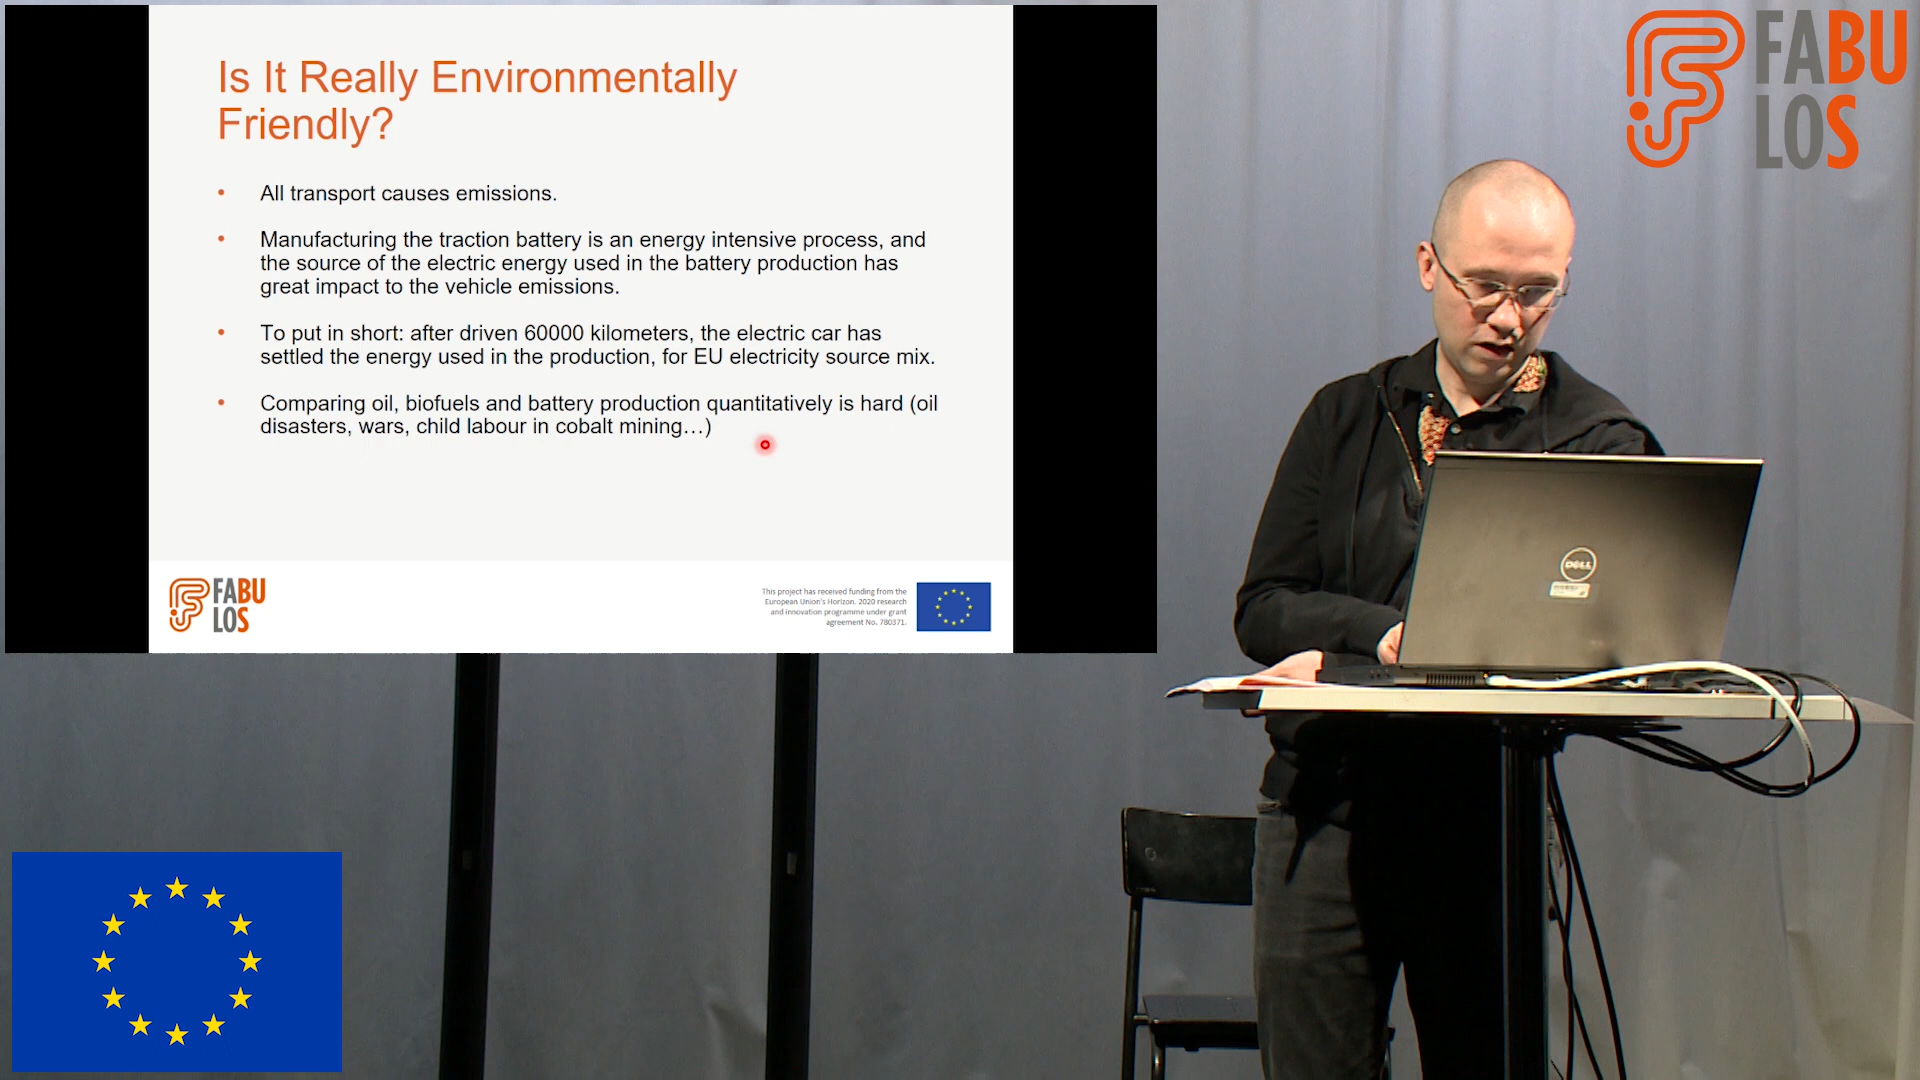 Is It Really Environmentally
Friendly?
• All transport causes emissions.
• Manufacturing the traction battery is an energy intensive process, and
the source of the electric energy used in the battery production has
great impact to the vehicle emissions.
• To put in short: after driven 60000 kilometers, the electric car has
settled the energy used in the production, for EU electricity source mix.
• Comparing oil, biofuels and battery production quantitatively is hard (oil
disasters, wars, child labour in cobalt mining…)
FABU
LOS
This project has received funding from the
European Union's Horizon. 2020 research
and innovation programme under grant
agreement No. 780371.
FABU
LOS
DELL